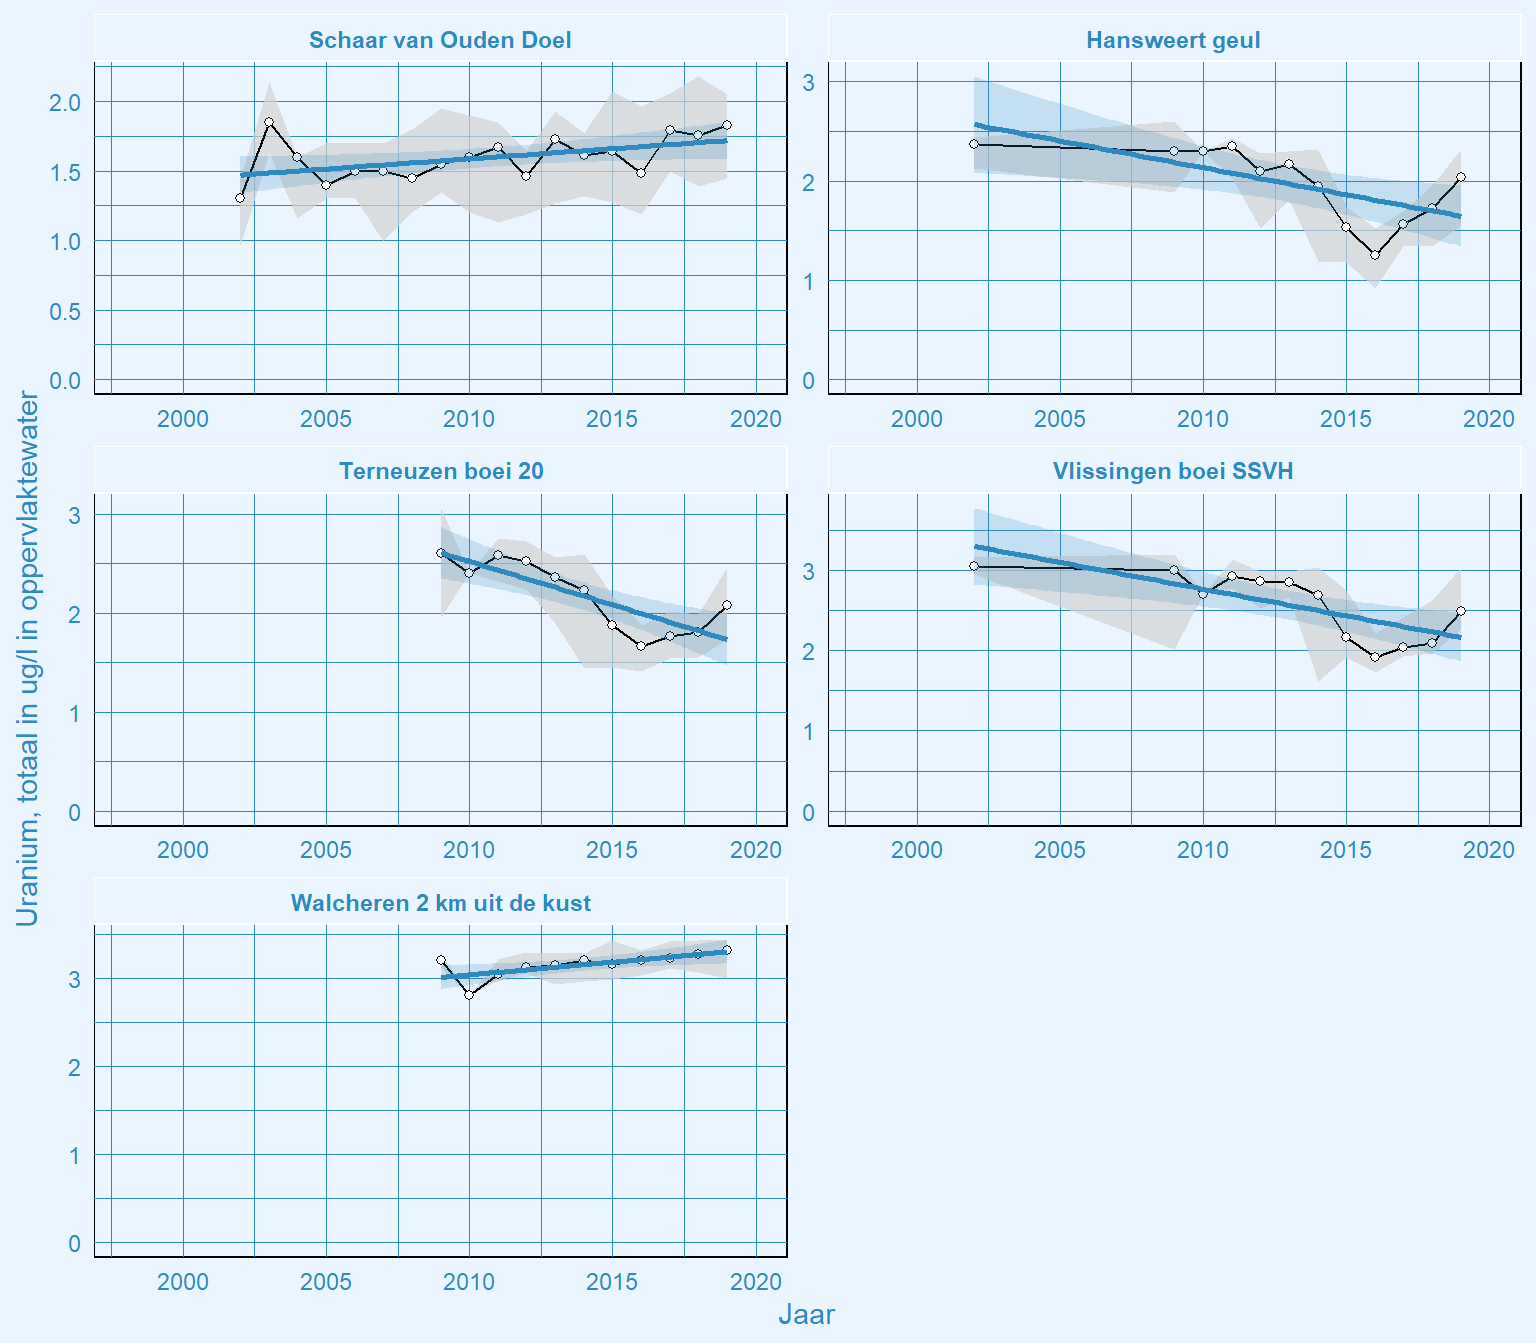 Schaar van Ouden Doel
Hansweert geul
2.0
1.5
1.0
0.5
0.0
3
2
1
0
2000 2005 2010 2015 2020
2000 2005 2010 2015 2020
Terneuzen boei 20
Vlissingen boei SSVH
3
2
1
0
3
2
1
0
2000 2005 2010 2015 2020
2000 2005 2010 2015 2020
Walcheren 2 km uit de kust
3
2
1
0
2000 2005 2010 2015 2020
Uranium, totaal in ug/l in oppervlaktewater
Jaar